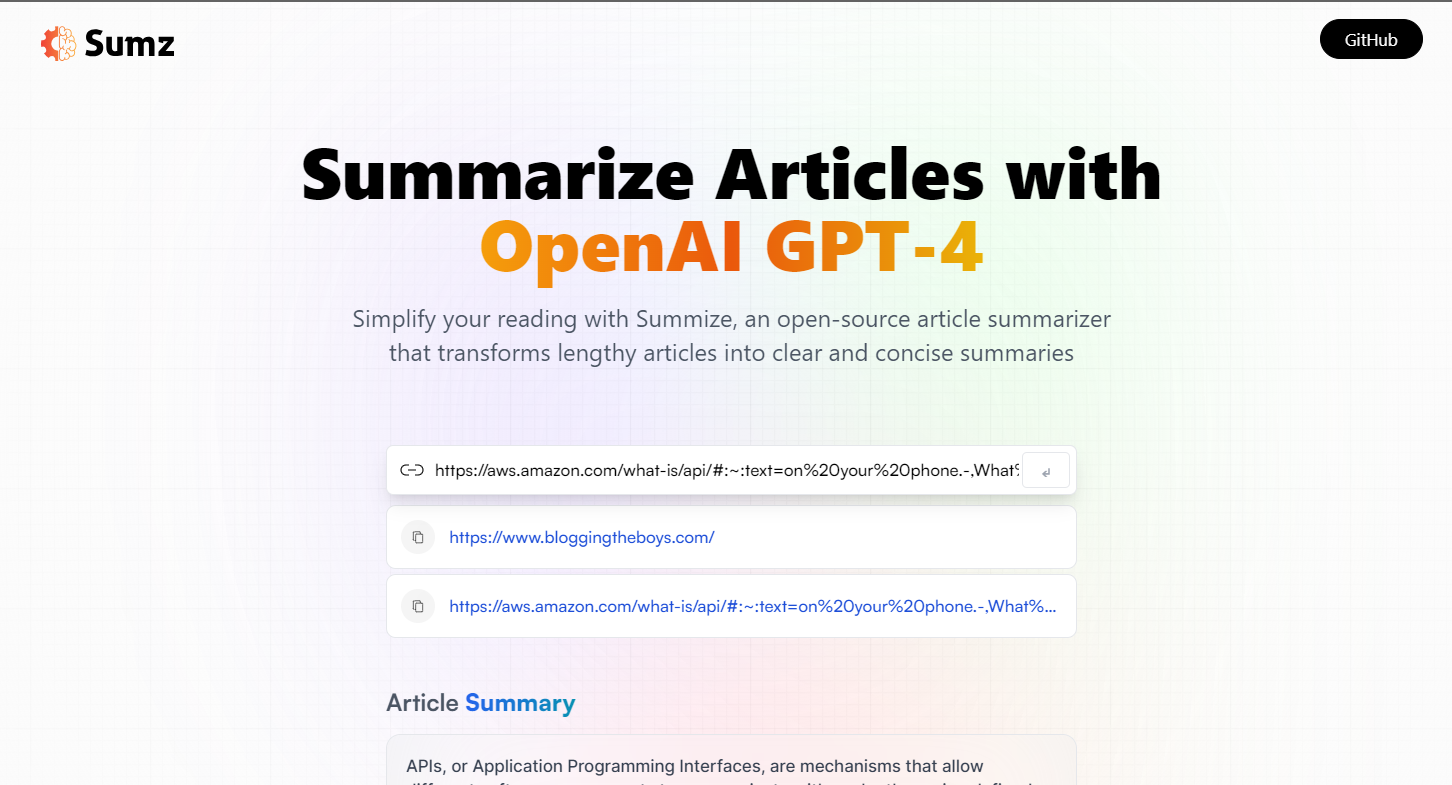 Sumz
GitHub
Summarize Articles with
OpenAI GPT-4
Simplify your reading with Summize, an open-source article summarizer
that transforms lengthy articles into clear and concise summaries
https://aws.amazon.com/what-is/api/#:~:text=on%20your%20phone.-,What%
https://www.bloggingtheboys.com/
https://aws.amazon.com/what-is/api/#:~:text=on%20your%20phone.-,What%...
Article Summary
APIs, or Application Programming Interfaces, are mechanisms that allow